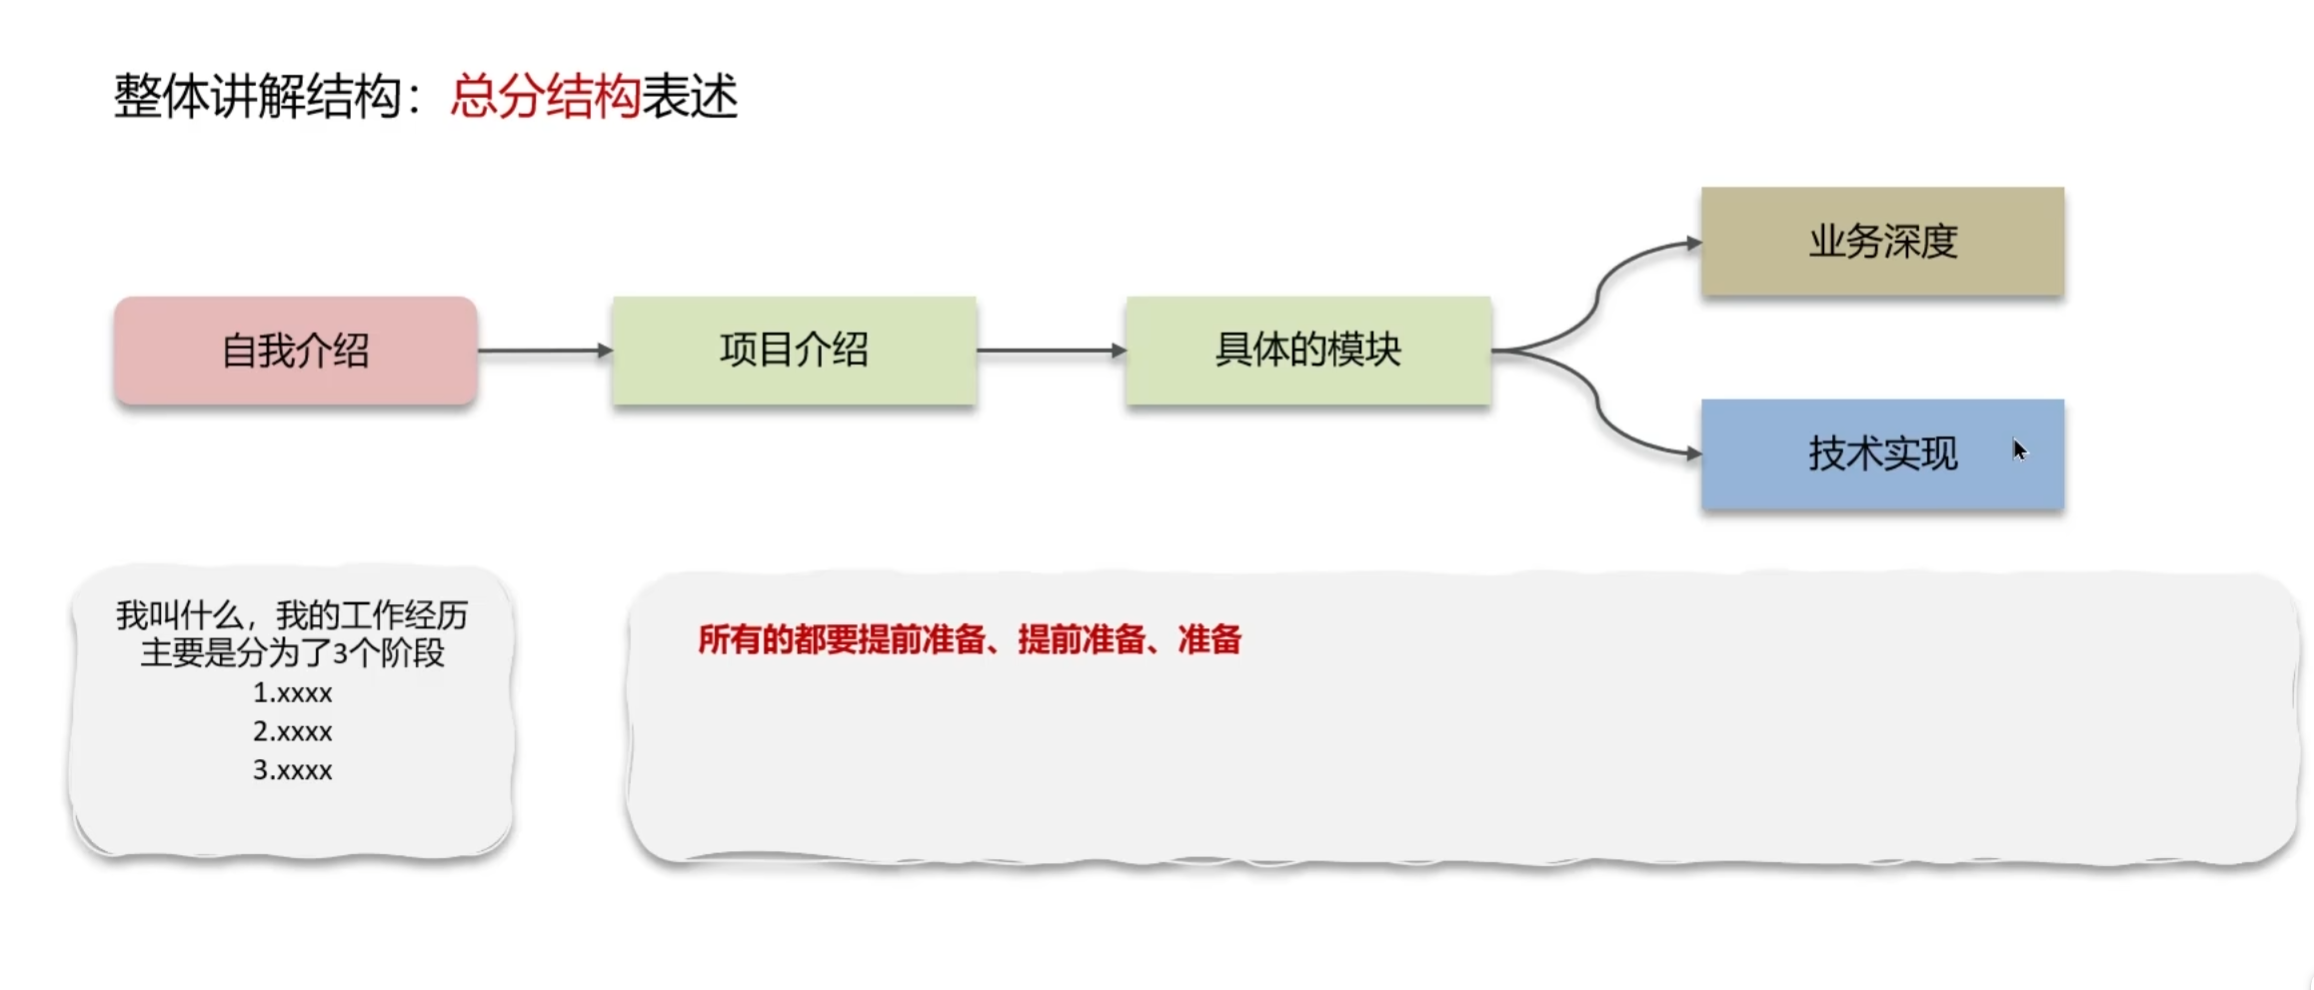 整体讲解结构：总分结构表述
业务深度
自我介绍
项目介绍
具体的模块
技术实现
我叫什么，我的工作经历
主要是分为了3个阶段
1.xxxx
2.xxxx
3.xxxx
所有的都要提前准备、提前准备、准备